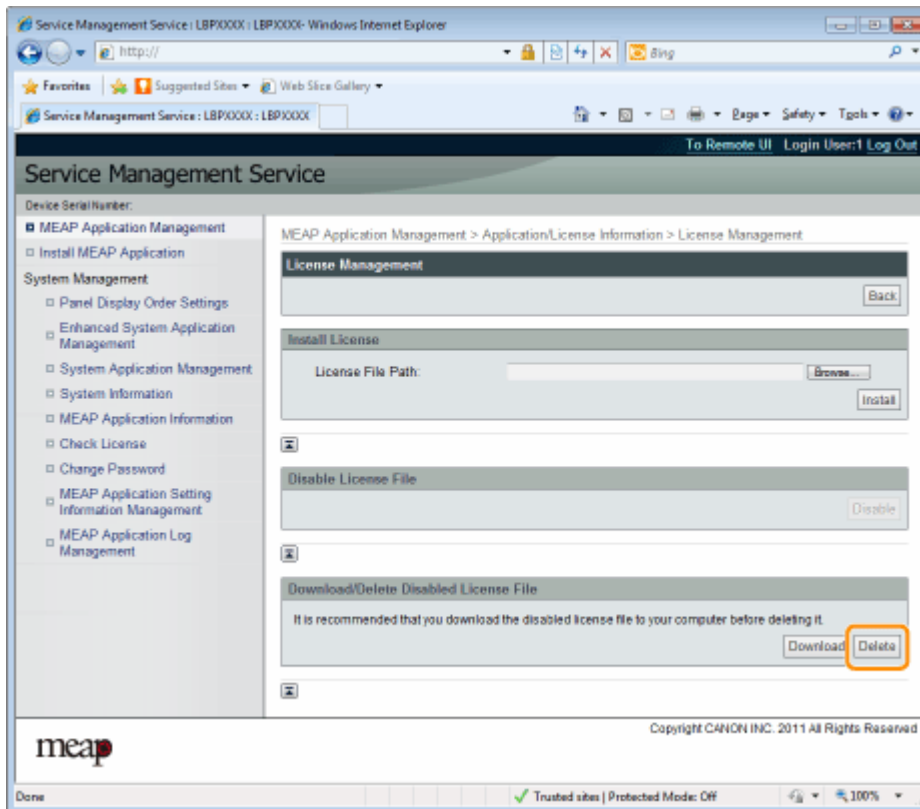 Service Management Service : LBPXXXX : LBPXXXX- Windows Internet Explorer
http://
Bing
Favorites Suggested Sites Web Slice Gallery
Service Management Service : LBPXXXX : LBPXXXX
Page Safety Tools
To Remote UI Login User:1 Log Out
Service Management Service
Device Serial Number:
MEAP Application Management
Install MEAP Application
System Management
Panel Display Order Settings
Enhanced System Application
Management
System Application Management
System Information
MEAP Application Information
Check License
Change Password
MEAP Application Setting
Information Management
MEAP Application Log
Management
MEAP Application Management > Application/License Information > License Management
License Management
Back
Install License
License File Path:
Browse...
Install
Disable License File
Disable
Download/Delete Disabled License File
It is recommended that you download the disabled license file to your computer before deleting it.
Download Delete
meap
Copyright CANON INC. 2011 All Rights Reserved
Done
Trusted sites | Protected Mode: Off
100%